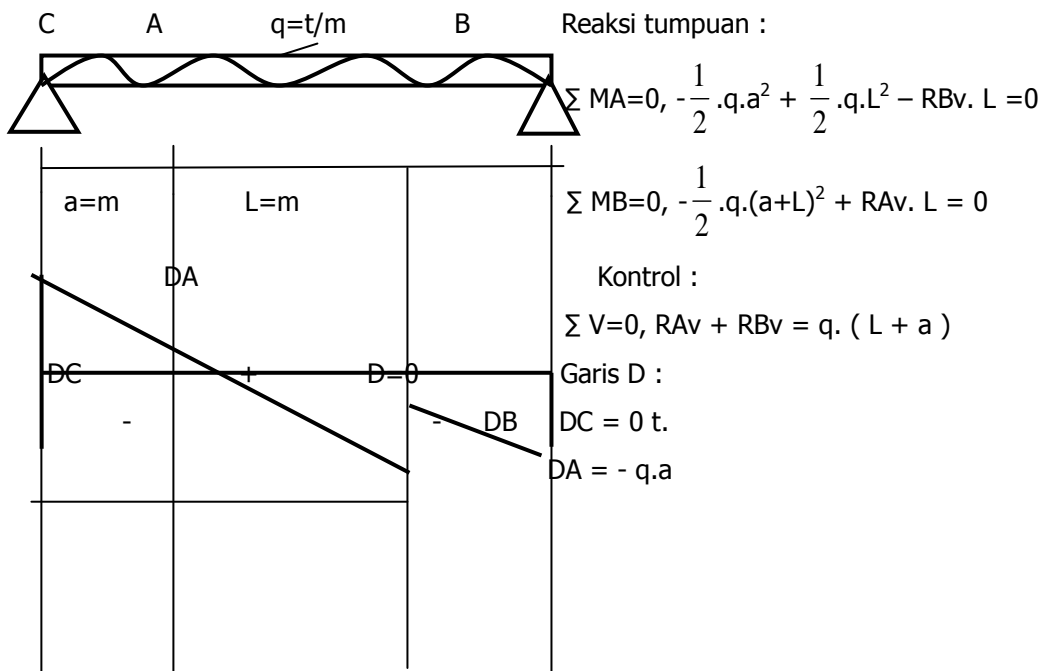 C A q=t/m B Reaksi tumpuan :
∑ MA=0, -1/2 .q.a² + 1/2 .q.L² – RBv. L =0
a=m L=m ∑ MB=0, -1/2 .q.(a+L)² + RAv. L = 0
DA Kontrol :
∑ V=0, RAv + RBv = q. ( L + a )
DC + D=0 Garis D :
- - DB DC = 0 t.
DA = - q.a